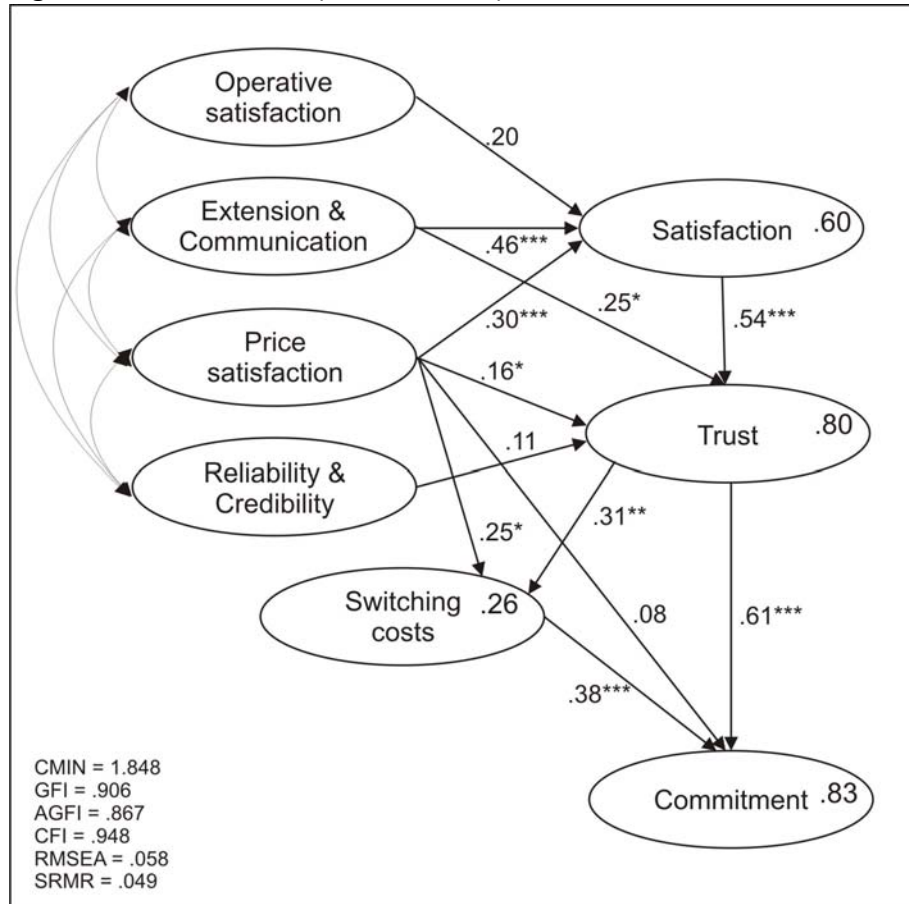 Operative
satisfaction
.20
Extension &
Communication
Satisfaction .60
.46***
.25*
.30***
.54***
Price
satisfaction
.16*
Trust .80
.11
Reliability &
Credibility
.31**
.25*
Switching
costs .26
.08
.61***
.38***
Commitment .83
CMIN = 1.848
GFI = .906
AGFI = .867
CFI = .948
RMSEA = .058
SRMR = .049